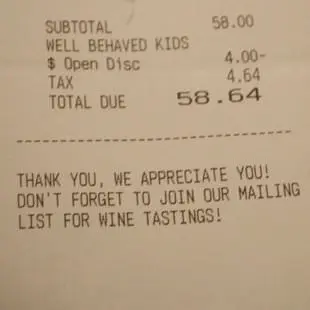 SUBTOTAL 58.00
WELL BEHAVED KIDS
$ Open Disc 4.00-
TAX 4.64
TOTAL DUE 58.64
THANK YOU, WE APPRECIATE YOU!
DON'T FORGET TO JOIN OUR MAILING
LIST FOR WINE TASTINGS!